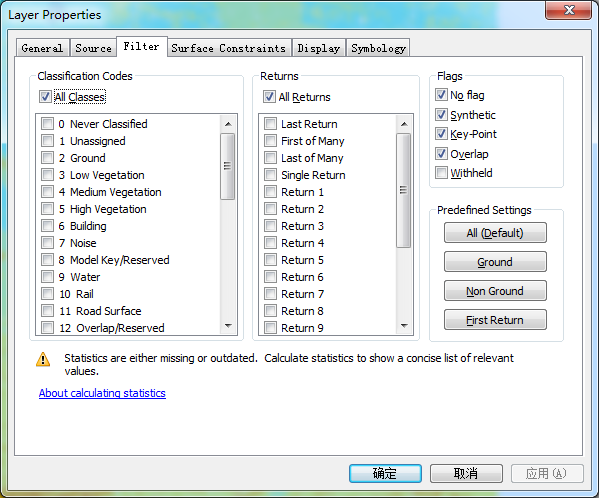 Layer Properties
General
Source
Filter
Surface Constraints
Display
Symbology
Classification Codes
All Classes
0 Never Classified
1 Unassigned
2 Ground
3 Low Vegetation
4 Medium Vegetation
5 High Vegetation
6 Building
7 Noise
8 Model Key/Reserved
9 Water
10 Rail
11 Road Surface
12 Overlap/Reserved
Returns
All Returns
Last Return
First of Many
Last of Many
Single Return
Return 1
Return 2
Return 3
Return 4
Return 5
Return 6
Return 7
Return 8
Return 9
Flags
No flag
Synthetic
Key-Point
Overlap
Withheld
Predefined Settings
All (Default)
Ground
Non Ground
First Return
Statistics are either missing or outdated. Calculate statistics to show a concise list of relevant
values.
About calculating statistics
确定
取消
应用(A)